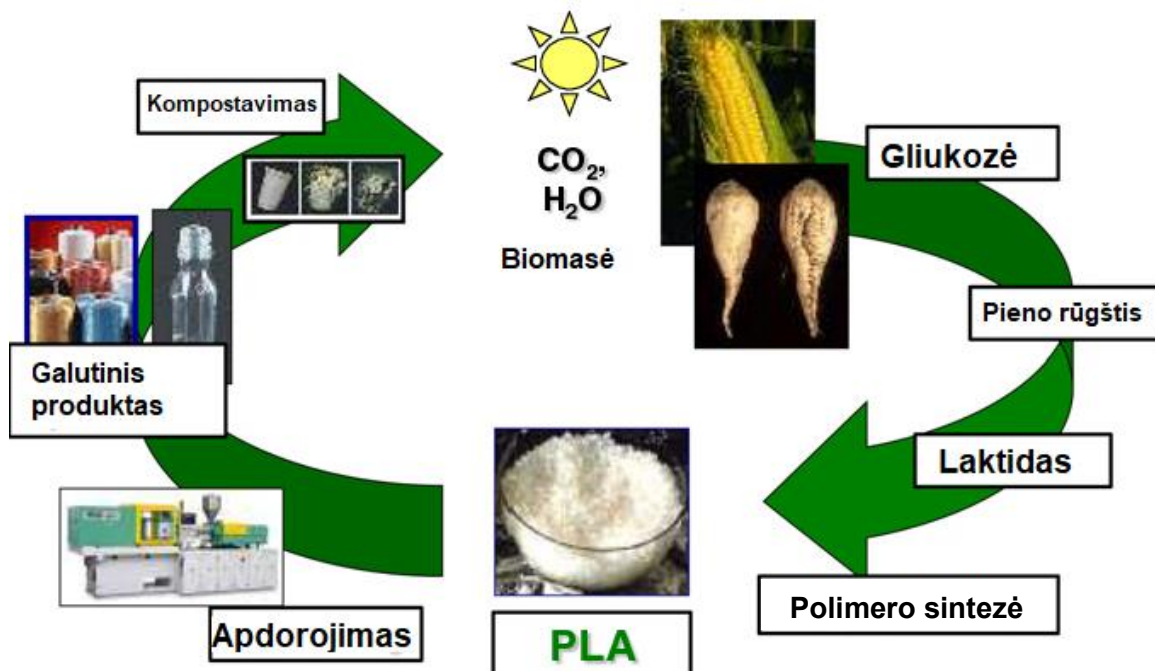 Kompostavimas
CO₂,
H₂O
Biomasė
Gliukozė
Pieno rūgštis
Laktidas
Polimero sintezė
PLA
Apdorojimas
Galutinis
produktas